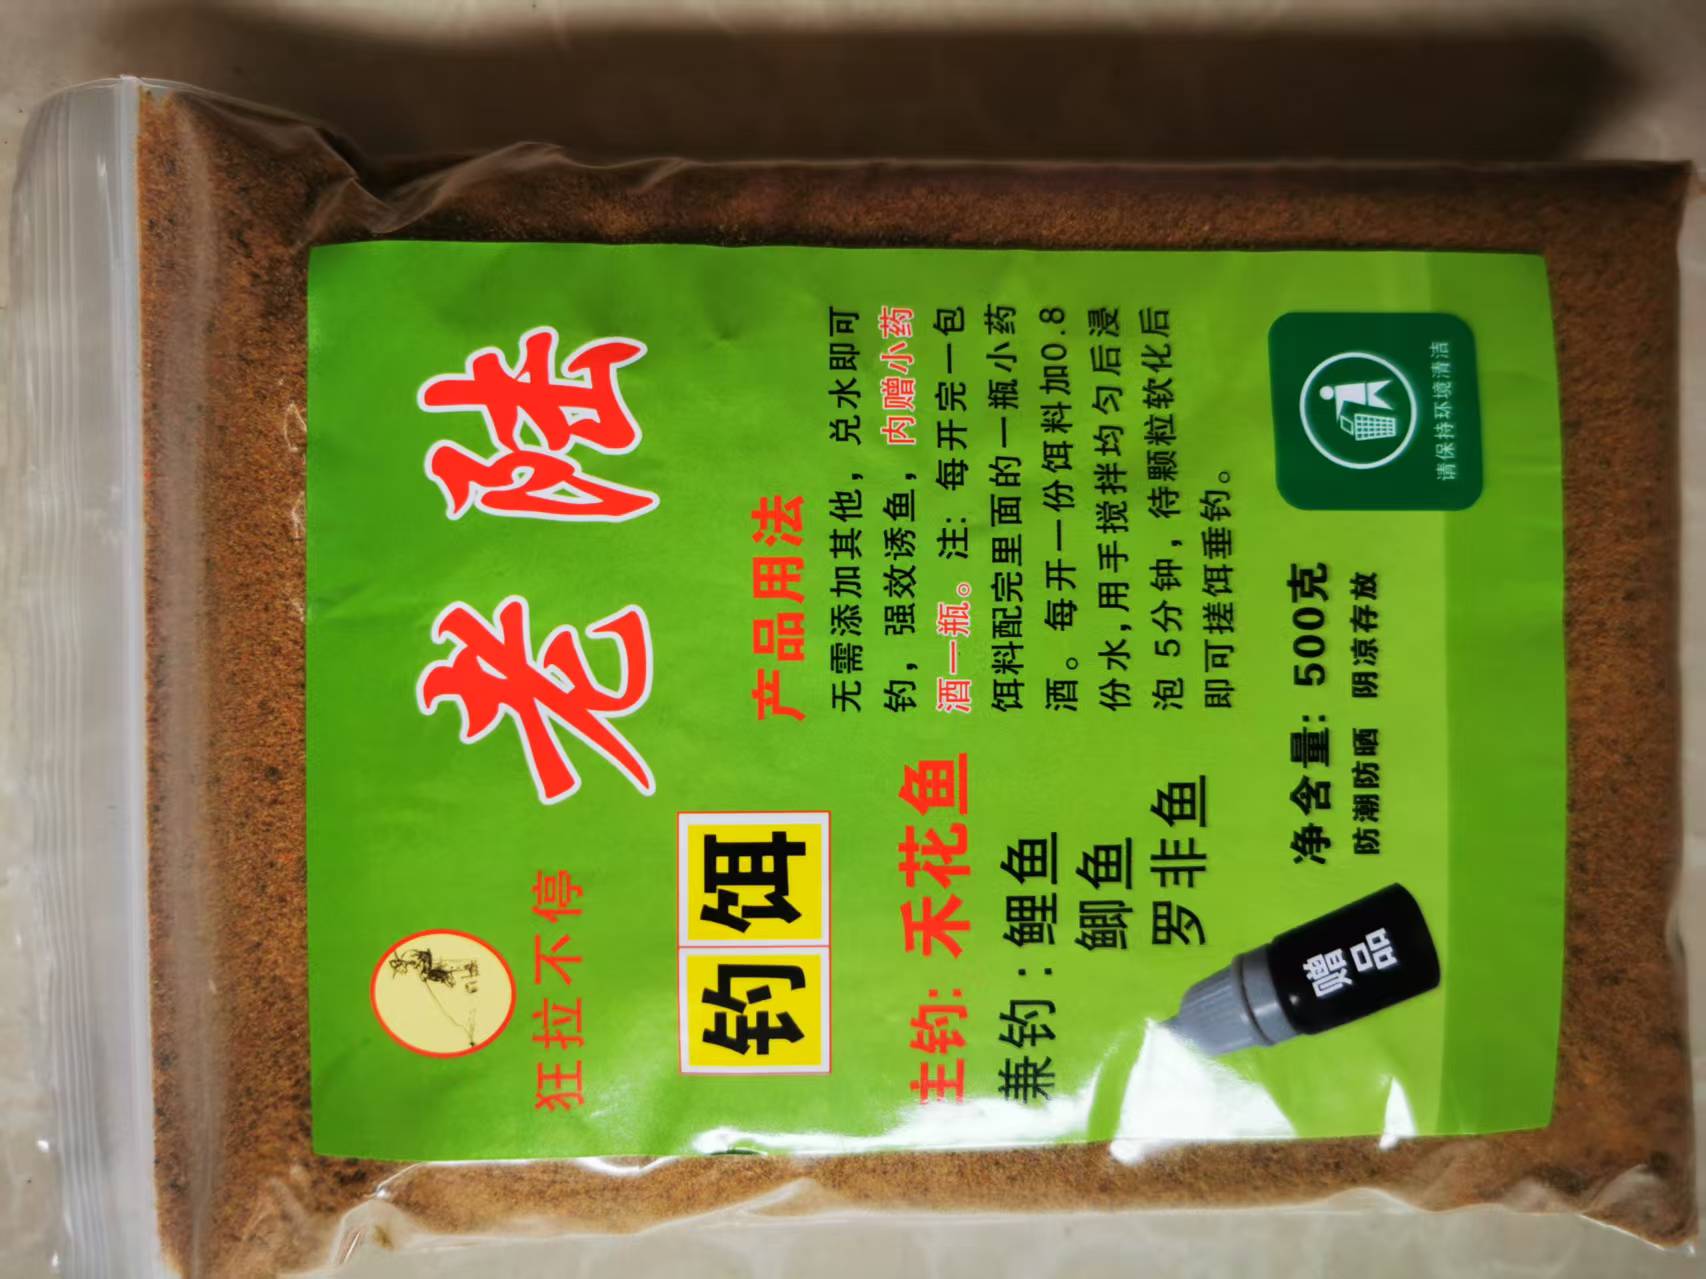 老陆
狂拉不停
钓饵
产品用法
无需添加其他，兑水即可
钓，强效诱鱼，内赠小药
酒一瓶。注：每开完一包
饵料配完里面的一瓶小药
酒。每开一份饵料加0.8
份水，用手搅拌均匀后浸
泡 5分钟，待颗粒软化后
即可搓饵垂钓。
主钓：禾花鱼
兼钓：鲤鱼
鲫鱼
罗非鱼
赠品
净含量：500克
防潮防晒 阴凉存放
请保持环境清洁